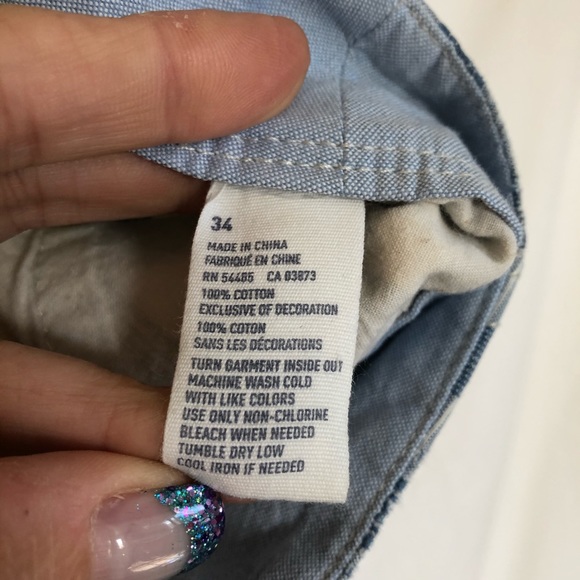 34
MADE IN CHINA
FABRIQUÉ EN CHINE
RN 54485 CA 03873
100% COTTON
EXCLUSIVE OF DECORATION
100% COTON
SANS LES DÉCORATIONS
TURN GARMENT INSIDE OUT
MACHINE WASH COLD
WITH LIKE COLORS
USE ONLY NON-CHLORINE
BLEACH WHEN NEEDED
TUMBLE DRY LOW
COOL IRON IF NEEDED